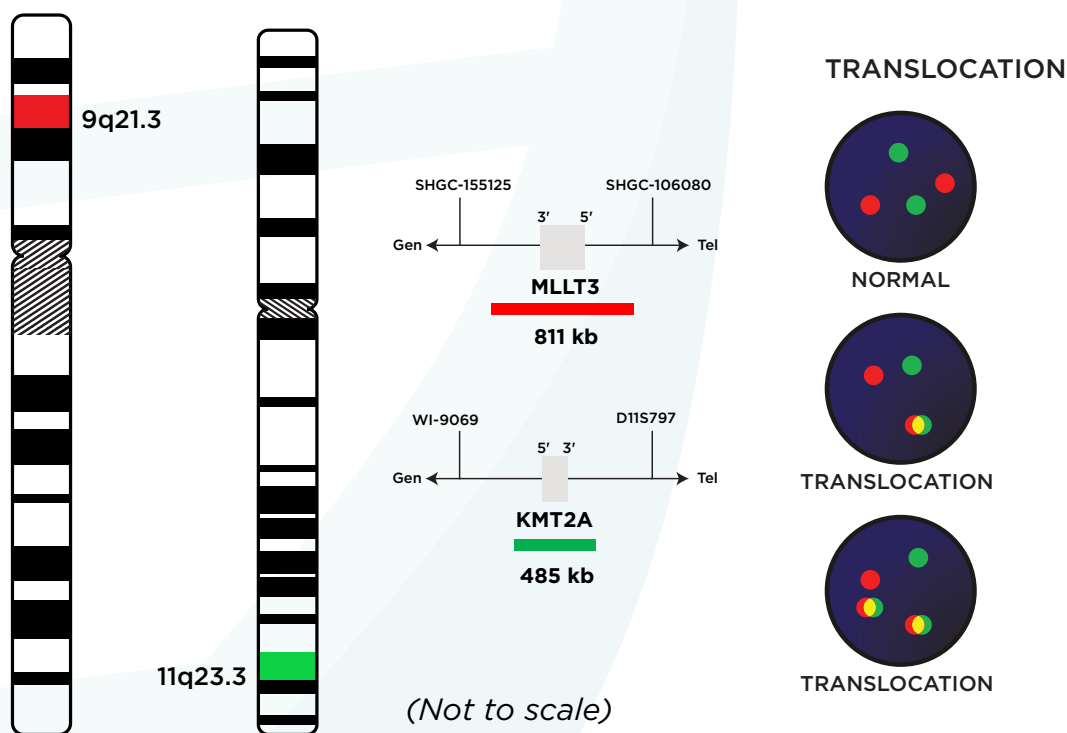 9q21.3
11q23.3
SHGC-155125
SHGC-106080
3' 5'
Gen
Tel
MLLT3
811 kb
WI-9069
D11S797
5' 3'
Gen
Tel
KMT2A
485 kb
(Not to scale)
TRANSLOCATION
NORMAL
TRANSLOCATION
TRANSLOCATION